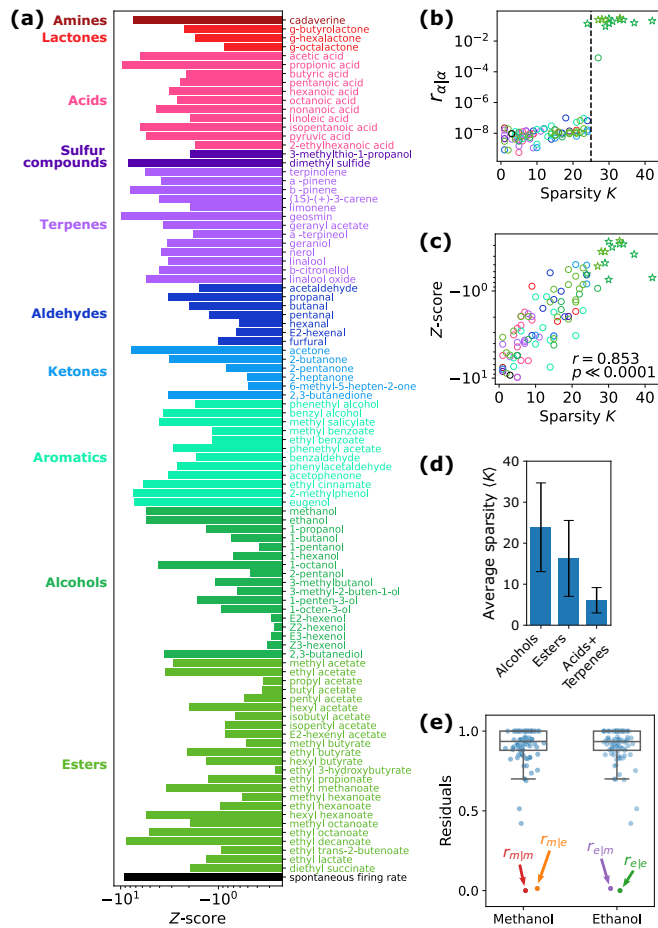 (a)
Amines
Lactones
Acids
Sulfur
compounds
Terpenes
Aldehydes
Ketones
Aromatics
Alcohols
Esters
cadaverine
g-butyrolactone
g-hexalactone
g-octalactone
acetic acid
propionic acid
butyric acid
pentanoic acid
hexanoic acid
octanoic acid
nonanoic acid
linoleic acid
isopentanoic acid
pyruvic acid
2-ethylhexanoic acid
3-methylthio-1-propanol
dimethyl sulfide
terpinolene
a -pinene
b -pinene
(1S)-(+)-3-carene
limonene
geosmin
geranyl acetate
a -terpineol
geraniol
nerol
linalool
b-citronellol
linalool oxide
acetaldehyde
propanal
butanal
pentanal
hexanal
E2-hexenal
furfural
acetone
2-butanone
2-pentanone
2-heptanone
6-methyl-5-hepten-2-one
2,3-butanedione
phenethyl alcohol
benzyl alcohol
methyl salicylate
methyl benzoate
ethyl benzoate
phenethyl acetate
benzaldehyde
phenylacetaldehyde
acetophenone
ethyl cinnamate
2-methylphenol
eugenol
methanol
ethanol
1-propanol
1-butanol
1-pentanol
1-hexanol
1-octanol
2-pentanol
3-methylbutanol
3-methyl-2-buten-1-ol
1-penten-3-ol
1-octen-3-ol
E2-hexenol
Z2-hexenol
E3-hexenol
Z3-hexenol
2,3-butanediol
methyl acetate
ethyl acetate
propyl acetate
butyl acetate
pentyl acetate
hexyl acetate
isobutyl acetate
isopentyl acetate
E2-hexenyl acetate
methyl butyrate
ethyl butyrate
hexyl butyrate
ethyl 3-hydroxybutyrate
ethyl propionate
ethyl methanoate
methyl hexanoate
ethyl hexanoate
hexyl hexanoate
methyl octanoate
ethyl octanoate
ethyl decanoate
ethyl trans-2-butenoate
ethyl lactate
diethyl succinate
spontaneous firing rate
−10¹ −10⁰
Z-score
(b)
r α|α
10⁻² 10⁻⁴ 10⁻⁶ 10⁻⁸
0 10 20 30 40
Sparsity K
(c)
Z-score
−10⁰
−10¹
r = 0.853
p ≪ 0.0001
0 10 20 30 40
Sparsity K
(d)
Average sparsity ⟨K⟩
40
30
20
10
0
Alcohols
Esters
Acids+
Terpenes
(e)
Residuals
1.0
0.5
0.0
r m|m
r m|e
r e|m
r e|e
Methanol Ethanol